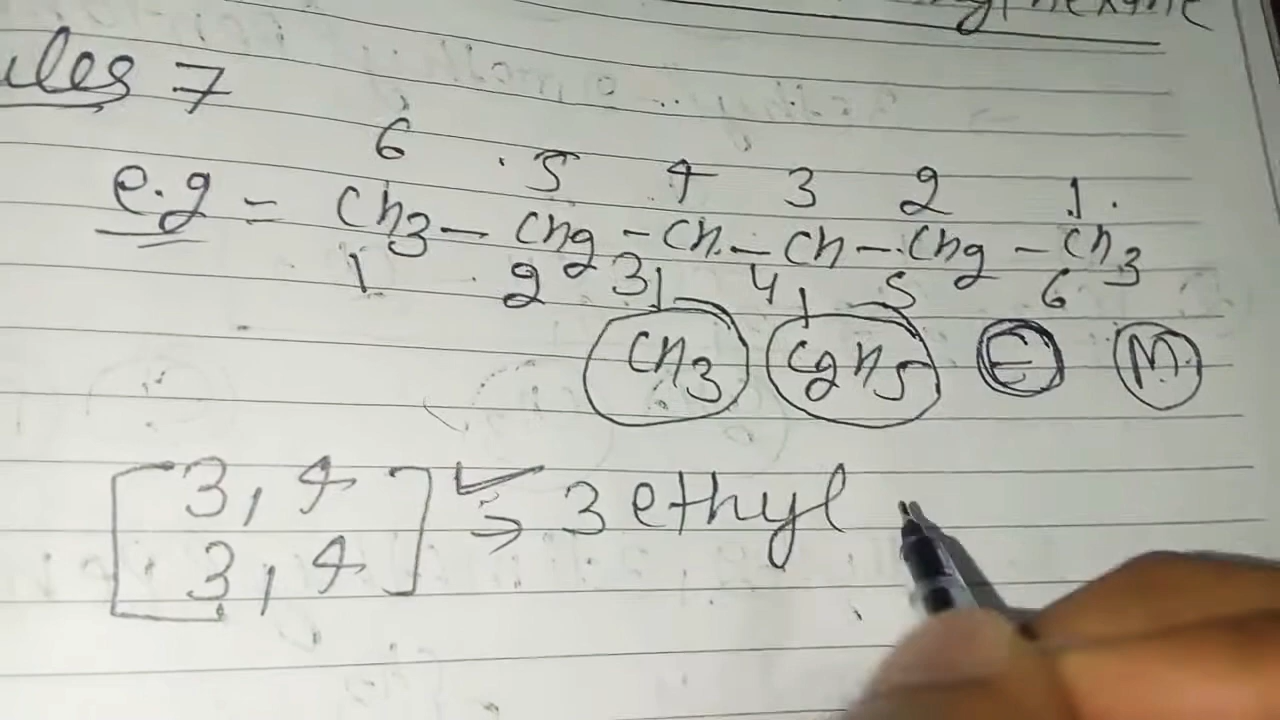 ules 7
6 5 4 3 2 1
e.g = CH3 - CH2 - CH - CH - CH2 - CH3
1 2 3 4 5 6
CH3 C2H5 E M
3, 4 → 3 ethyl
3, 4